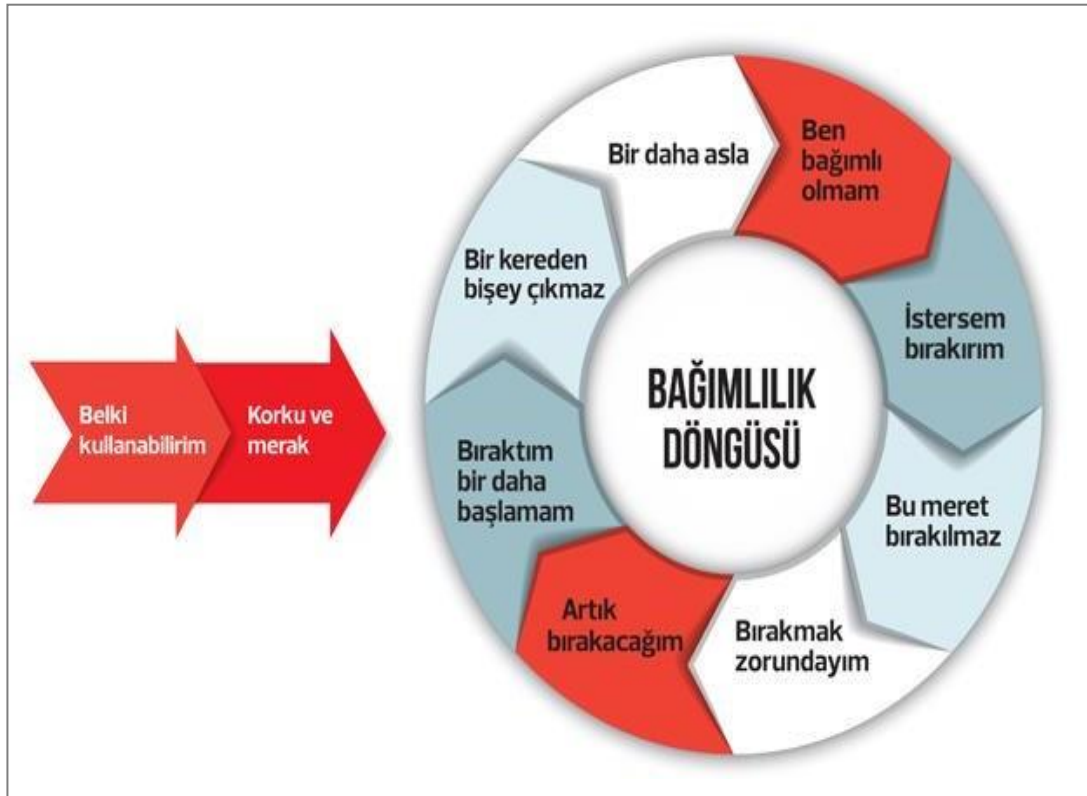 Belki
kullanabilirim
Korku ve
merak
BAĞIMLILIK
DÖNGÜSÜ
Bir daha asla
Ben
bağımlı
olmam
İstersem
bırakırım
Bu meret
bırakılmaz
Bırakmak
zorundayım
Artık
bırakacağım
Bıraktım
bir daha
başlamam
Bir kereden
bişey çıkmaz